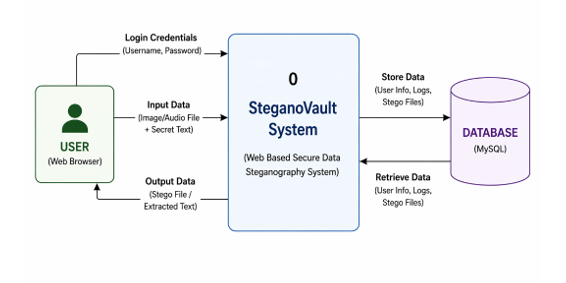 Login Credentials
(Username, Password)
USER
(Web Browser)
Input Data
(Image/Audio File
+ Secret Text)
Output Data
(Stego File /
Extracted Text)
0
SteganoVault
System
(Web Based Secure Data
Steganography System)
Store Data
(User Info, Logs,
Stego Files)
Retrieve Data
(User Info, Logs,
Stego Files)
DATABASE
(MySQL)